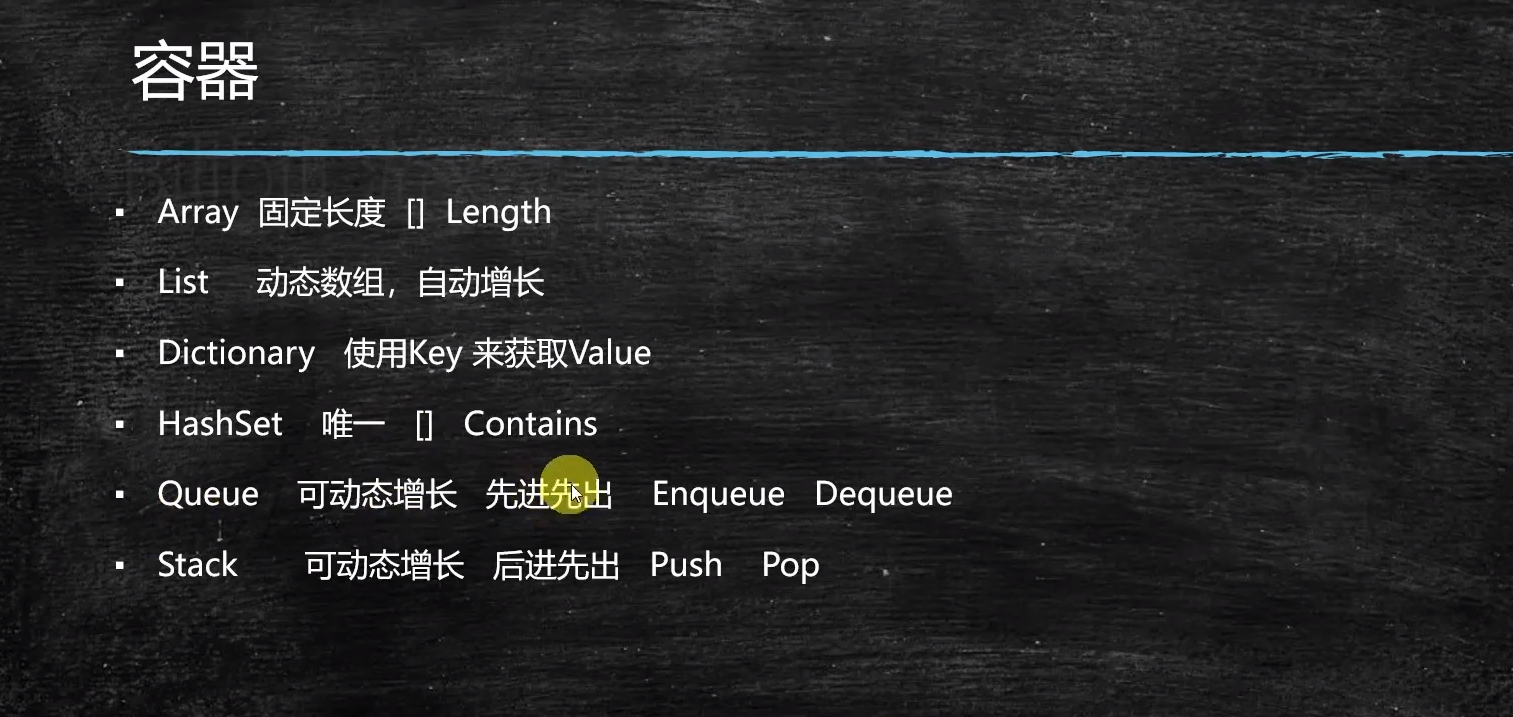 容器
Array 固定长度 [] Length
List 动态数组，自动增长
Dictionary 使用Key 来获取Value
HashSet 唯一 [] Contains
Queue 可动态增长 先进先出 Enqueue Dequeue
Stack 可动态增长 后进先出 Push Pop